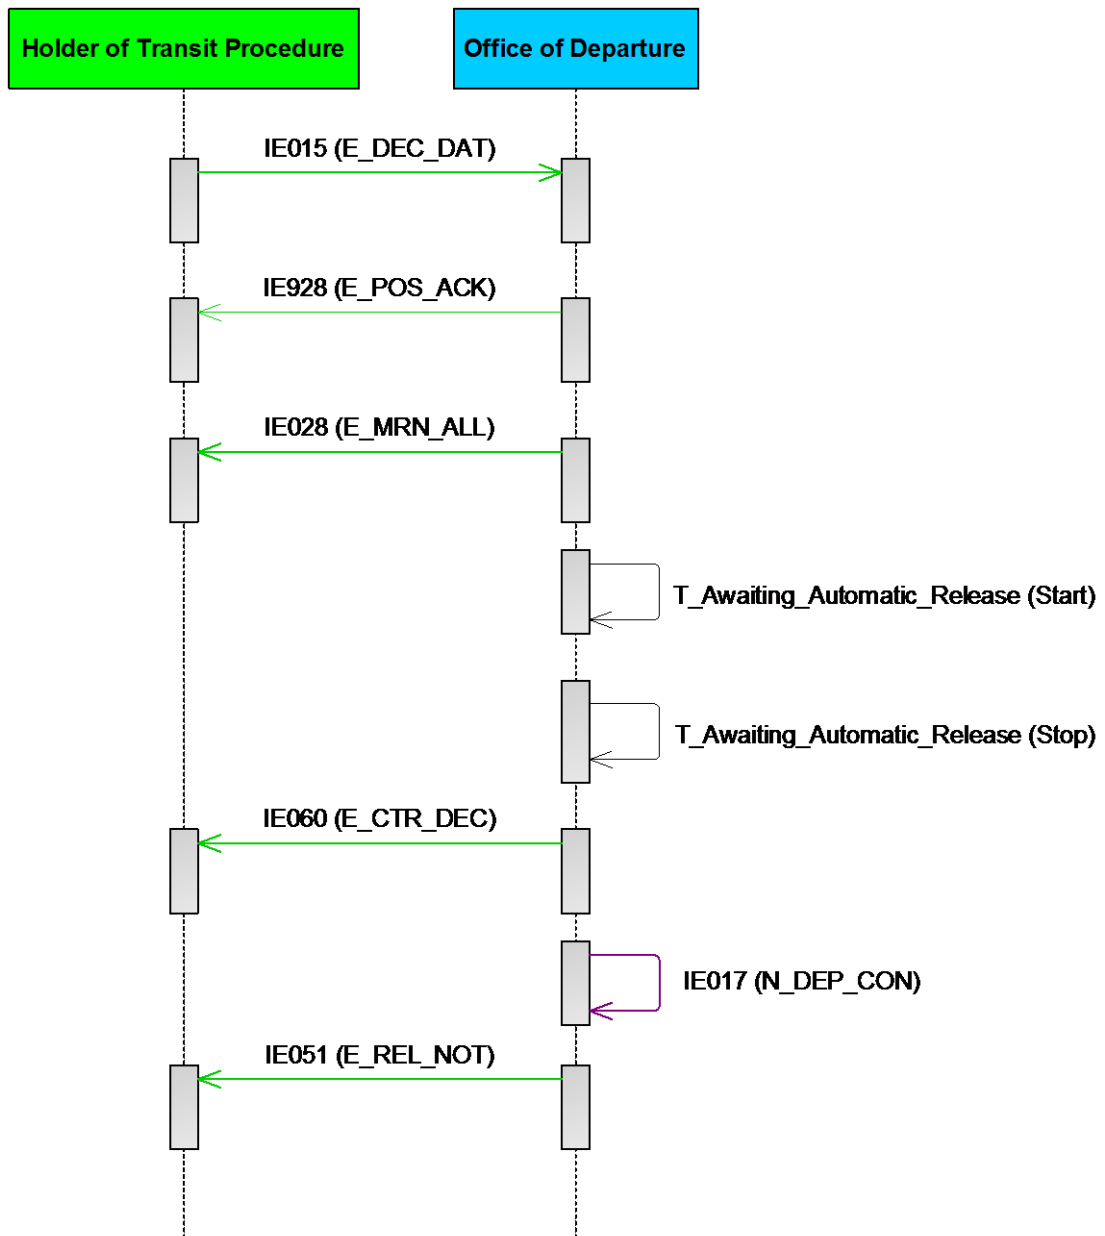 Holder of Transit Procedure
Office of Departure
IE015 (E_DEC_DAT)
IE928 (E_POS_ACK)
IE028 (E_MRN_ALL)
T_Awaiting_Automatic_Release (Start)
T_Awaiting_Automatic_Release (Stop)
IE060 (E_CTR_DEC)
IE017 (N_DEP_CON)
IE051 (E_REL_NOT)